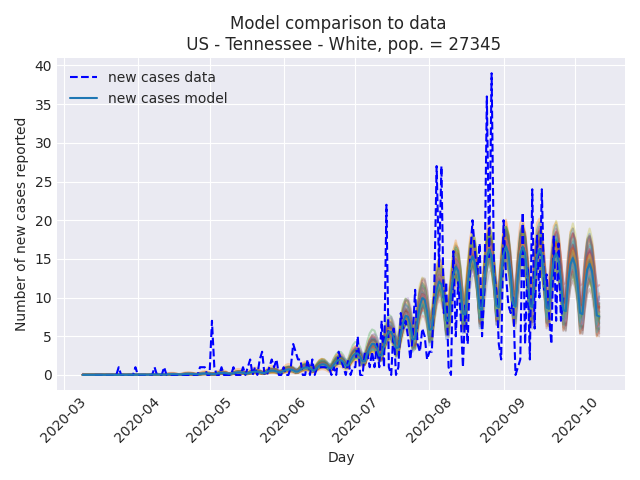 Model comparison to data
US - Tennessee - White, pop. = 27345
new cases data
new cases model
Number of new cases reported
40
35
30
25
20
15
10
5
0
2020-03
2020-04
2020-05
2020-06
2020-07
2020-08
2020-09
2020-10
Day